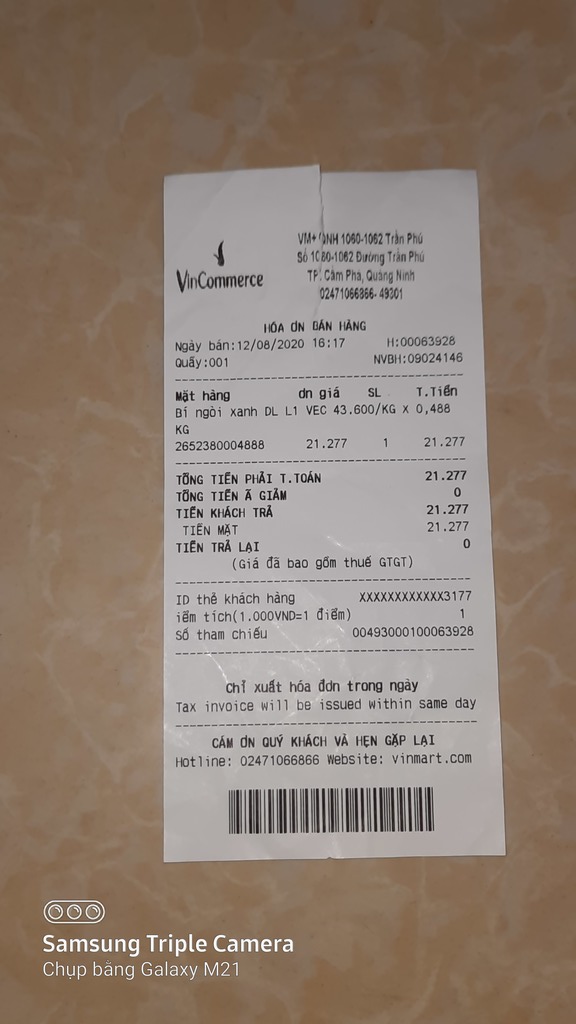 VinCommerce
VM+ QNH 1060-1062 Trần Phú
Số 1060-1062 Đường Trần Phú
TP. Cẩm Phả, Quảng Ninh
02471066866- 49301
HÓA ƠN BÁN HÀNG
Ngày bán:12/08/2020 16:17 H:00063928
Quầy:001 NVBH:09024146
Mặt hàng ơn giá SL T.Tiền
Bí ngòi xanh DL L1 VEC 43.600/KG X 0,488
KG
2652380004888 21.277 1 21.277
TỔNG TIỀN PHẢI T.TOÁN 21.277
TỔNG TIỀN Ã GIẢM 0
TIỀN KHÁCH TRẢ 21.277
TIỀN MẶT 21.277
TIỀN TRẢ LẠI 0
(Giá đã bao gồm thuế GTGT)
ID thẻ khách hàng XXXXXXXXXXXX3177
iểm tích(1.000VND=1 điểm) 1
Số tham chiếu 00493000100063928
Chỉ xuất hóa đơn trong ngày
Tax invoice will be issued within same day
CẢM ƠN QUÝ KHÁCH VÀ HẸN GẶP LẠI
Hotline: 02471066866 Website: vinmart.com
Samsung Triple Camera
Chụp bằng Galaxy M21